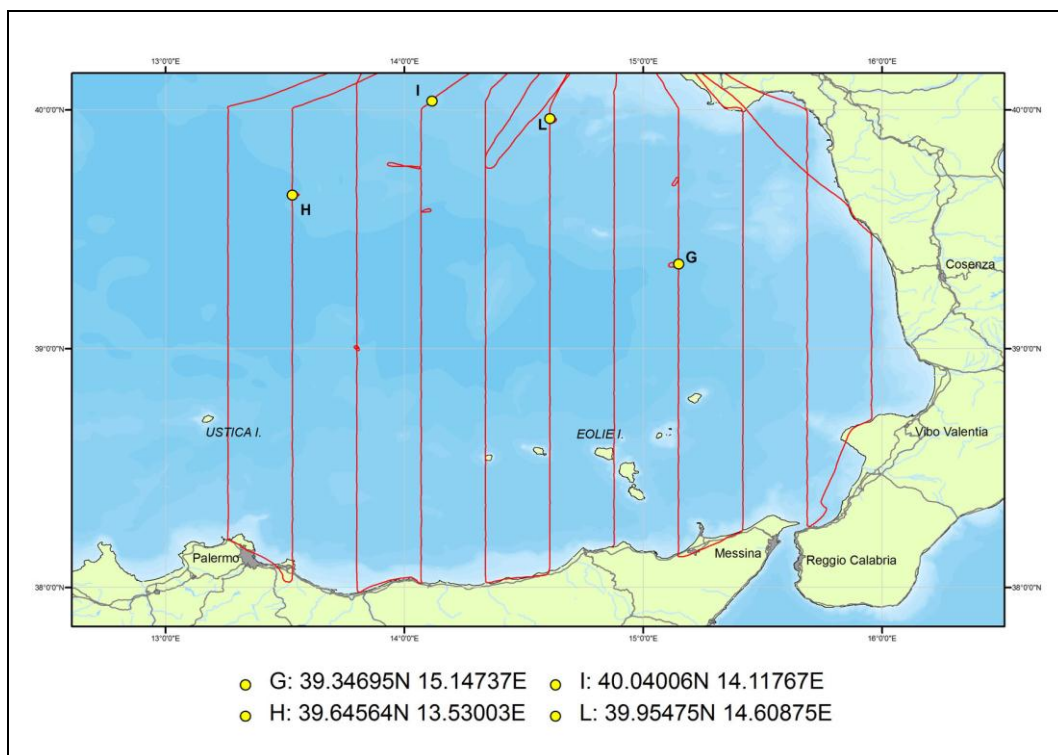 13°0'0"E 14°0'0"E 15°0'0"E 16°0'0"E
I
40°0'0"N 40°0'0"N
L
H
G
Cosenza
39°0'0"N 39°0'0"N
USTICA I. EOLIE I.
Vibo Valentia
Palermo Messina
Reggio Calabria
38°0'0"N 38°0'0"N
13°0'0"E 14°0'0"E 15°0'0"E 16°0'0"E
G: 39.34695N 15.14737E I: 40.04006N 14.11767E
H: 39.64564N 13.53003E L: 39.95475N 14.60875E